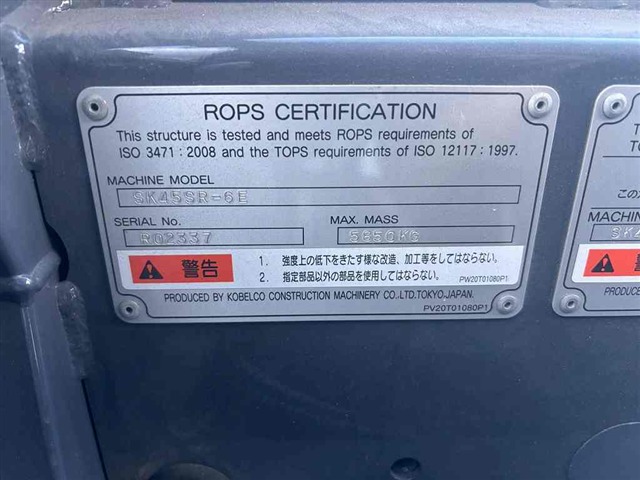 ROPS CERTIFICATION
This structure is tested and meets ROPS requirements of
ISO 3471 : 2008 and the TOPS requirements of ISO 12117 : 1997.
MACHINE MODEL
SK45SR-6E
SERIAL No.
MAX. MASS
R02337
KG
警告
1. 強度上の低下をきたす様な改造、加工等をしてはならない。
2. 指定部品以外の部品を使用してはならない。
PW20T01080P1
PRODUCED BY KOBELCO CONSTRUCTION MACHINERY CO.,LTD.TOKYO.JAPAN.
PV20T01080P1
MACHIN
PRODU